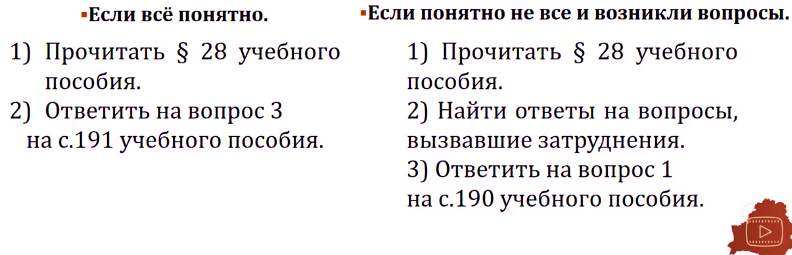 ▪Если всё понятно.
1) Прочитать § 28 учебного
пособия.
2) Ответить на вопрос 3
на с.191 учебного пособия.
▪Если понятно не все и возникли вопросы.
1) Прочитать § 28 учебного
пособия.
2) Найти ответы на вопросы,
вызвавшие затруднения.
3) Ответить на вопрос 1
на с.190 учебного пособия.